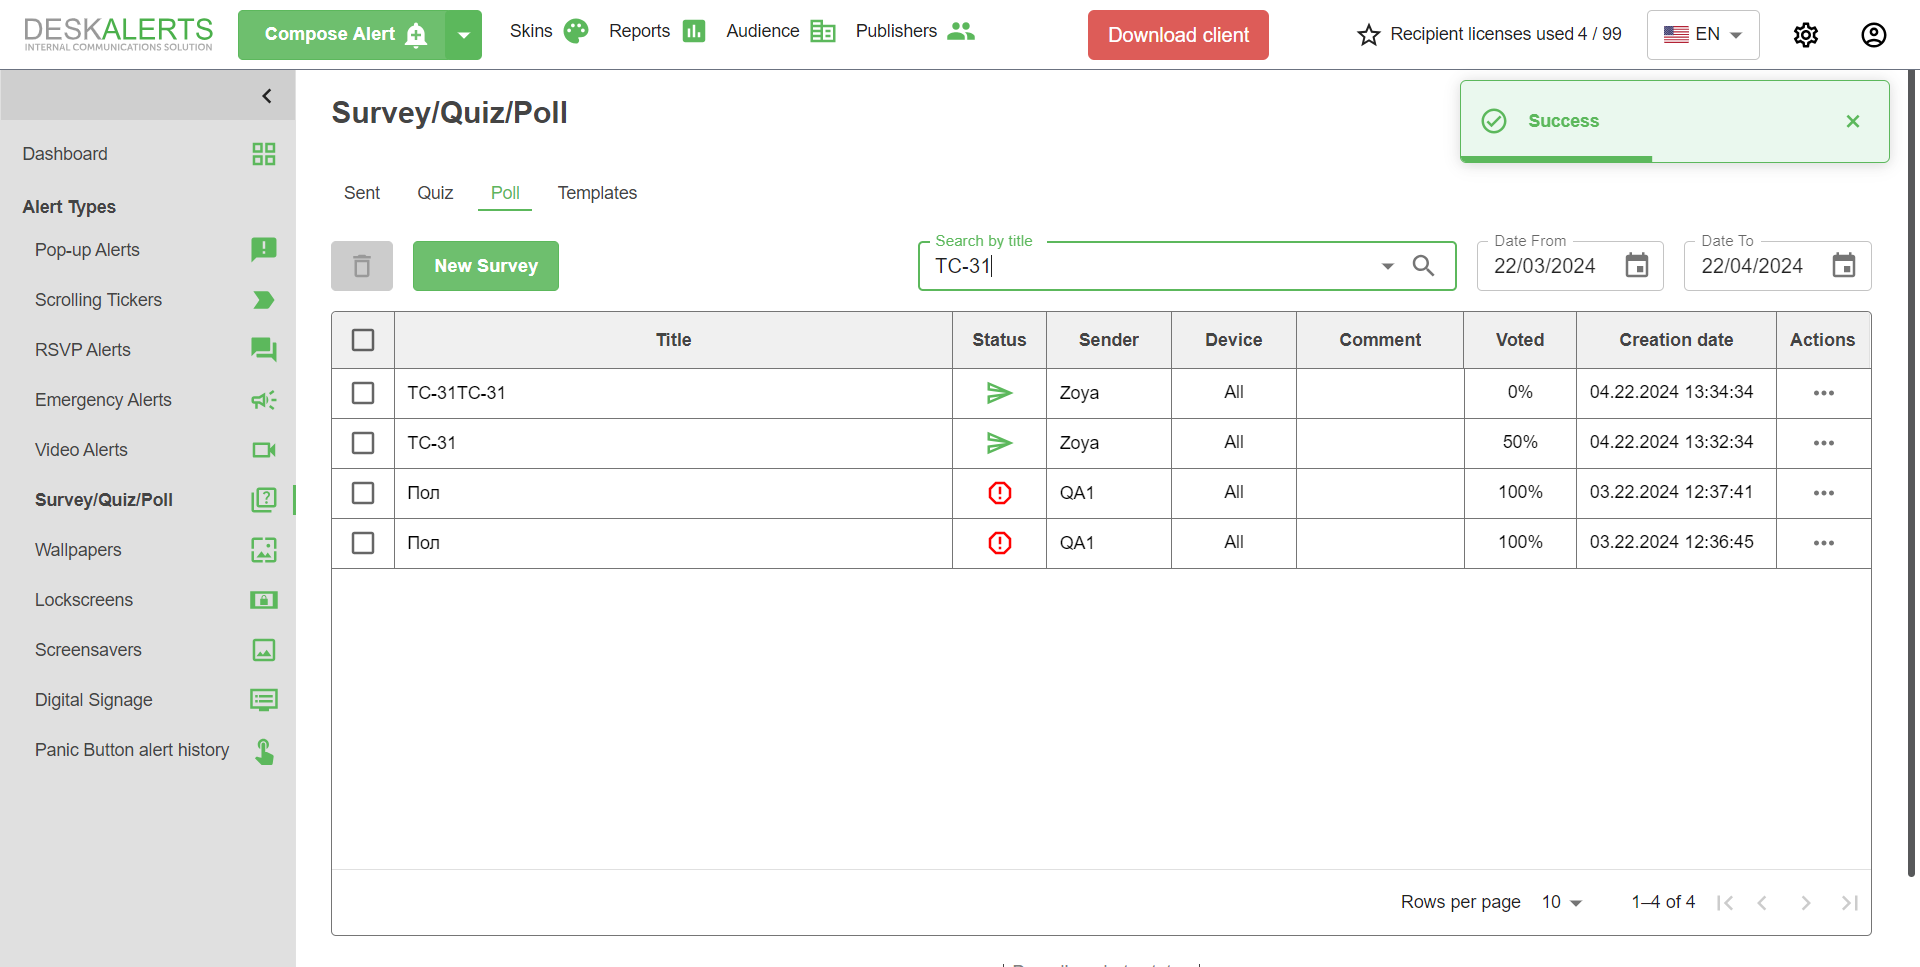 DESKALERTS
INTERNAL COMMUNICATIONS SOLUTION
Compose Alert
Skins
Reports
Audience
Publishers
Download client
Recipient licenses used 4 / 99
EN
Dashboard
Alert Types
Pop-up Alerts
Scrolling Tickers
RSVP Alerts
Emergency Alerts
Video Alerts
Survey/Quiz/Poll
Wallpapers
Lockscreens
Screensavers
Digital Signage
Panic Button alert history
Survey/Quiz/Poll
Success
Sent Quiz Poll Templates
New Survey
Search by title
TC-31
Date From
22/03/2024
Date To
22/04/2024
Title Status Sender Device Comment Voted Creation date Actions
TC-31TC-31 Zoya All 0% 04.22.2024 13:34:34
TC-31 Zoya All 50% 04.22.2024 13:32:34
Пол QA1 All 100% 03.22.2024 12:37:41
Пол QA1 All 100% 03.22.2024 12:36:45
Rows per page 10 1–4 of 4